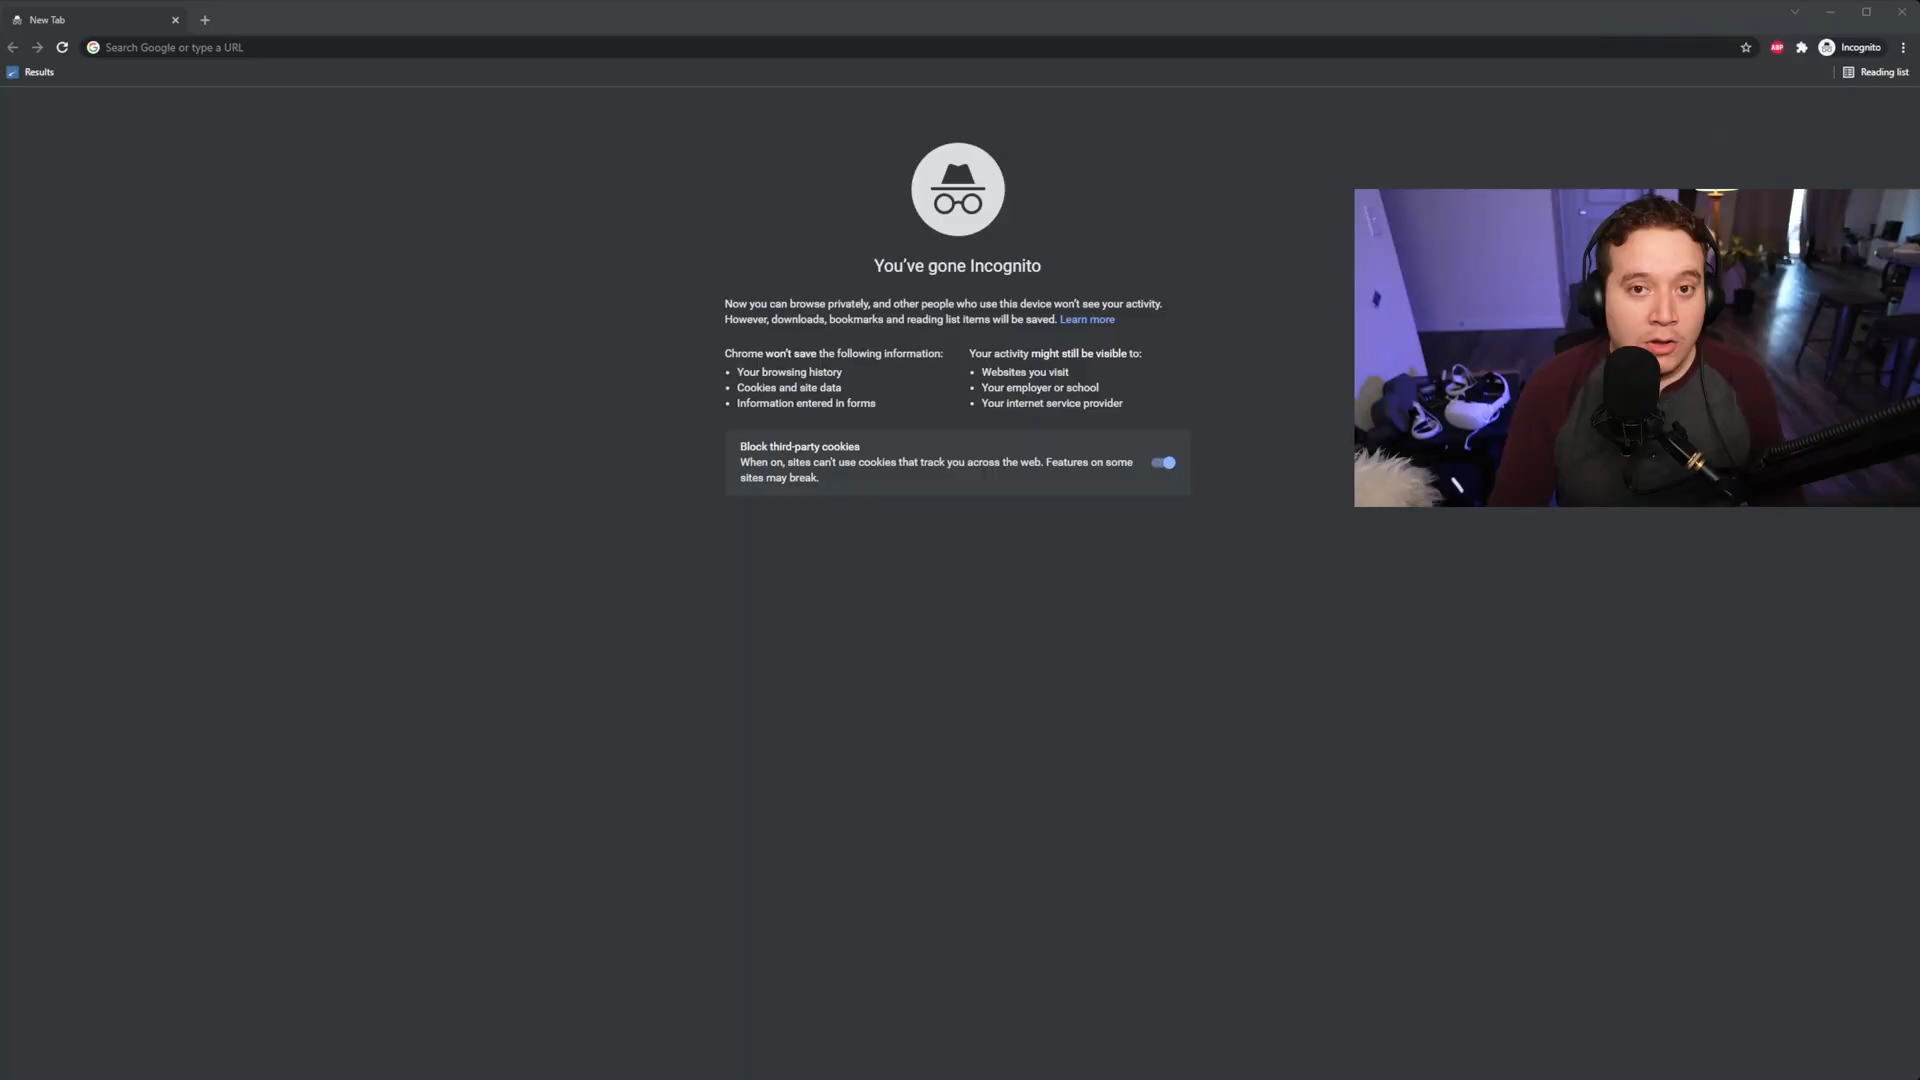 New Tab
Search Google or type a URL
ABP
Incognito
Results
Reading list
You've gone Incognito
Now you can browse privately, and other people who use this device won't see your activity.
However, downloads, bookmarks and reading list items will be saved. Learn more
Chrome won't save the following information:
• Your browsing history
• Cookies and site data
• Information entered in forms
Your activity might still be visible to:
• Websites you visit
• Your employer or school
• Your internet service provider
Block third-party cookies
When on, sites can't use cookies that track you across the web. Features on some
sites may break.